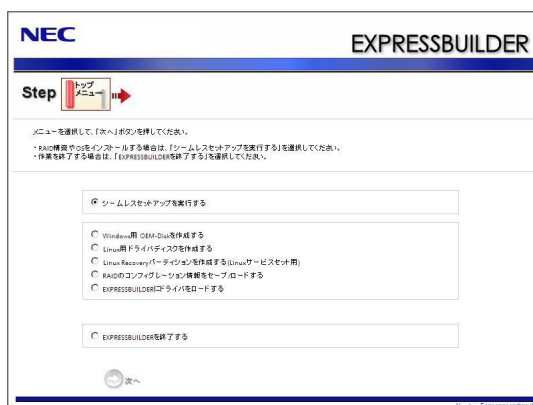 NEC
EXPRESSBUILDER
Step
トップ
メニュー
メニューを選択して、「次へ」ボタンを押してください。
・RAID構築やOSをインストールする場合は、「シームレスセットアップを実行する」を選択してください。
・作業を終了する場合は、「EXPRESSBUILDERを終了する」を選択してください。
シームレスセットアップを実行する
Windows用 OEM-Diskを作成する
Linux用ドライバディスクを作成する
Linux Recoveryパーティションを作成する(Linuxサービスセット用)
RAIDのコンフィグレーション情報をセーブ/ロードする
EXPRESSBUILDERにドライバをロードする
EXPRESSBUILDERを終了する
次へ